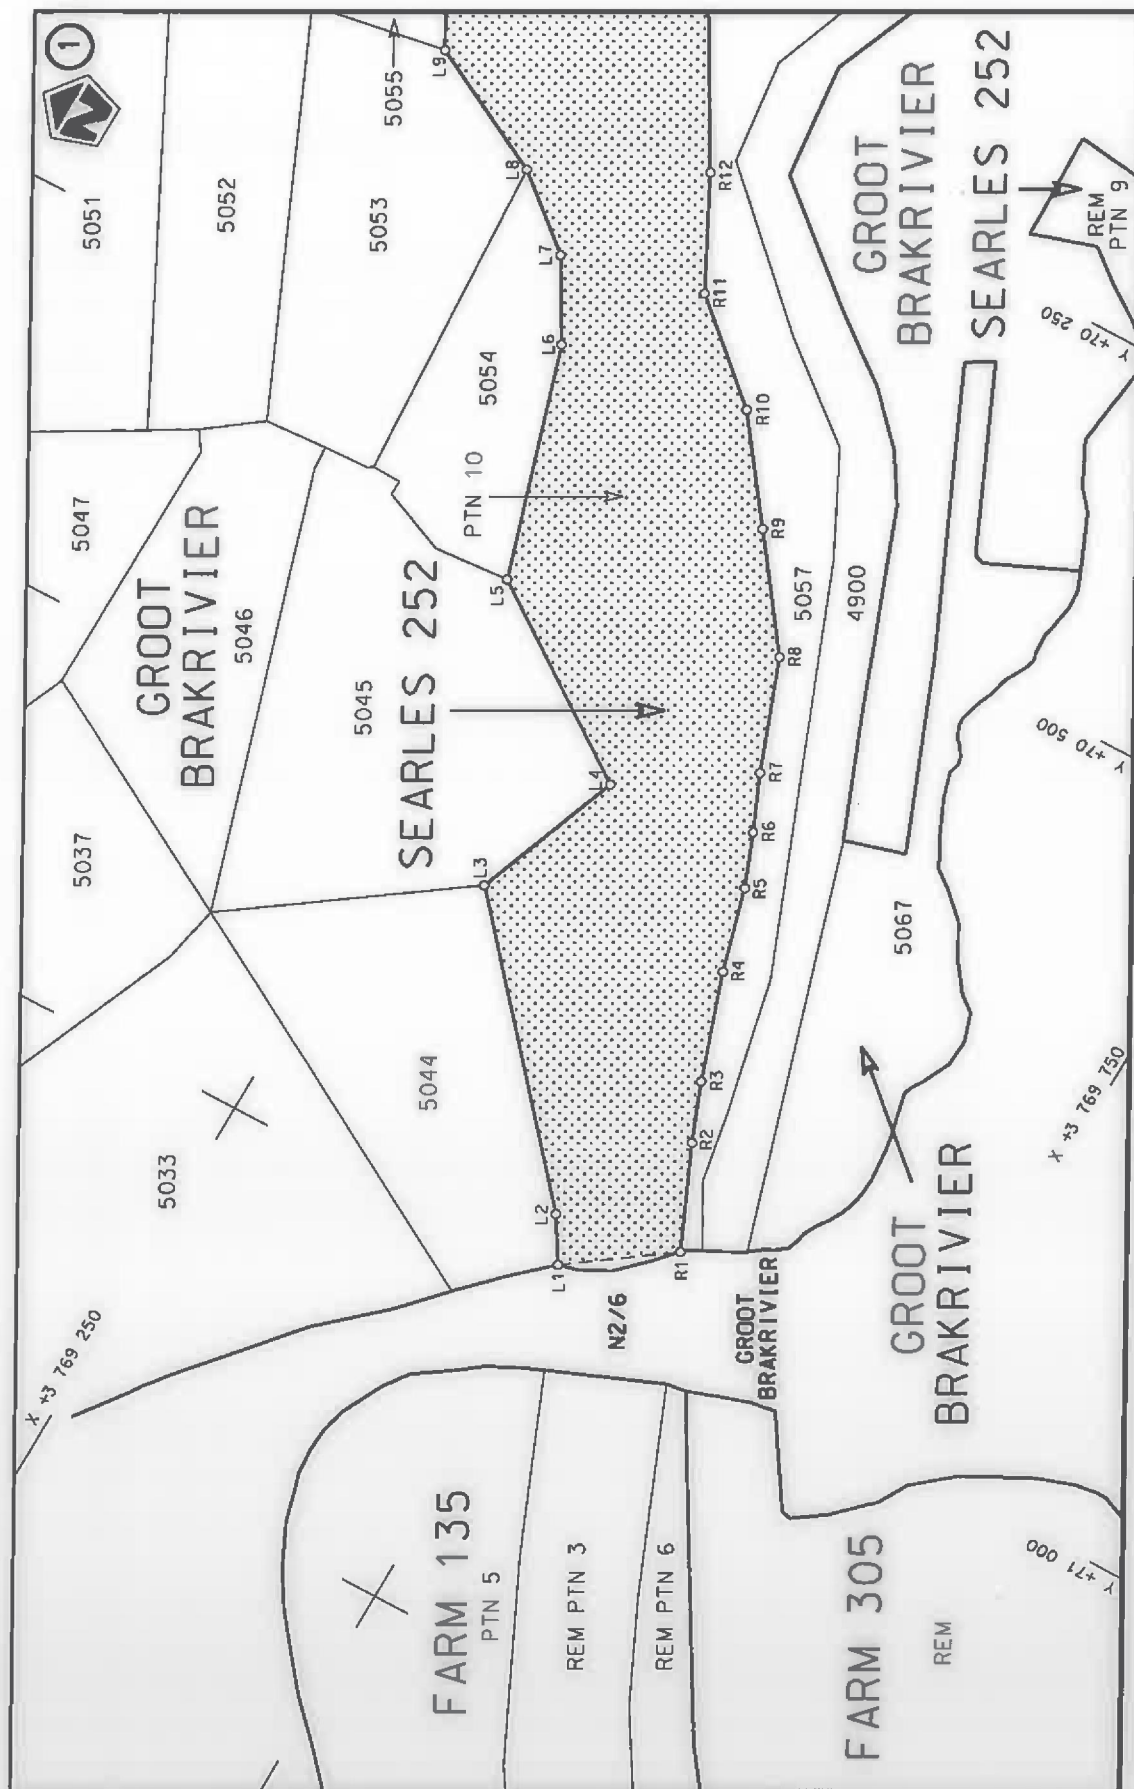 1
N
5051
5052
5053
5055
L9
L8
L7
L6
5054
R12
R11
R10
GROOT
BRAKRIVIER
SEARLES 252
REM
PTN 9
Y +70 250
5047
GROOT
BRAKRIVIER
5046
5045
SEARLES 252
PTN 10
L5
L4
L3
R9
R8
R7
R6
R5
R4
5057
4900
Y +70 500
5037
5067
5033
5044
L2
L1
R3
R2
R1
X +3 769 750
X +3 769 250
N2/6
GROOT
BRAKRIVIER
GROOT
BRAKRIVIER
FARM 135
PTN 5
REM PTN 3
REM PTN 6
FARM 305
REM
Y +71 000